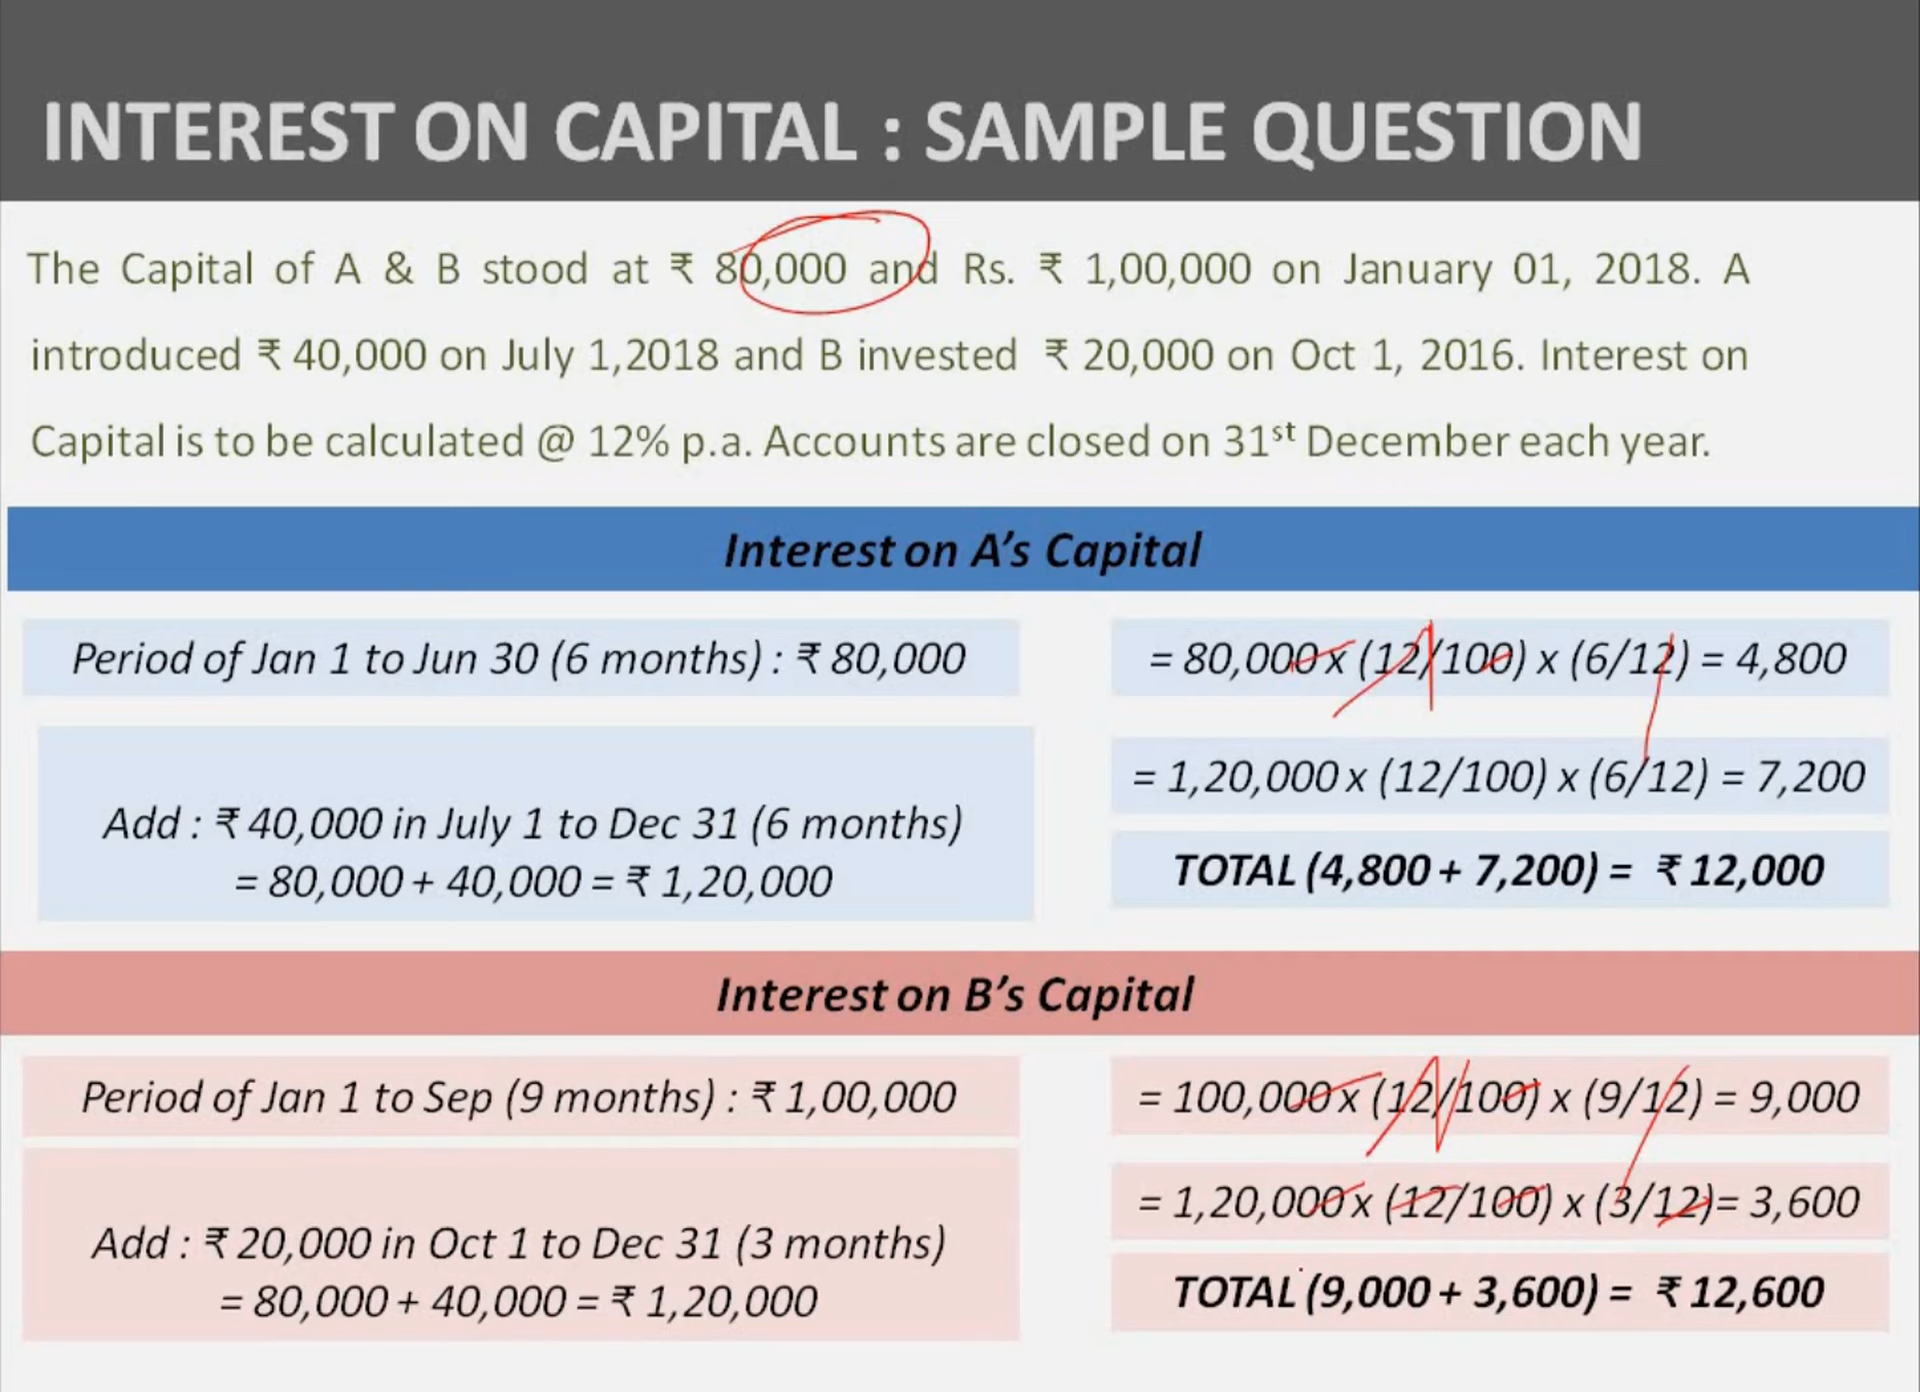 INTEREST ON CAPITAL : SAMPLE QUESTION
The Capital of A & B stood at ₹ 80,000 and Rs. ₹ 1,00,000 on January 01, 2018. A
introduced ₹ 40,000 on July 1,2018 and B invested ₹ 20,000 on Oct 1, 2016. Interest on
Capital is to be calculated @ 12% p.a. Accounts are closed on 31st December each year.
Interest on A's Capital
Period of Jan 1 to Jun 30 (6 months) : ₹ 80,000
= 80,000 x (12/100) x (6/12) = 4,800
Add : ₹ 40,000 in July 1 to Dec 31 (6 months)
= 80,000 + 40,000 = ₹ 1,20,000
= 1,20,000 x (12/100) x (6/12) = 7,200
TOTAL (4,800 + 7,200) = ₹ 12,000
Interest on B's Capital
Period of Jan 1 to Sep (9 months) : ₹ 1,00,000
= 100,000 x (12/100) x (9/12) = 9,000
Add : ₹ 20,000 in Oct 1 to Dec 31 (3 months)
= 80,000 + 40,000 = ₹ 1,20,000
= 1,20,000 x (12/100) x (3/12)= 3,600
TOTAL (9,000 + 3,600) = ₹ 12,600